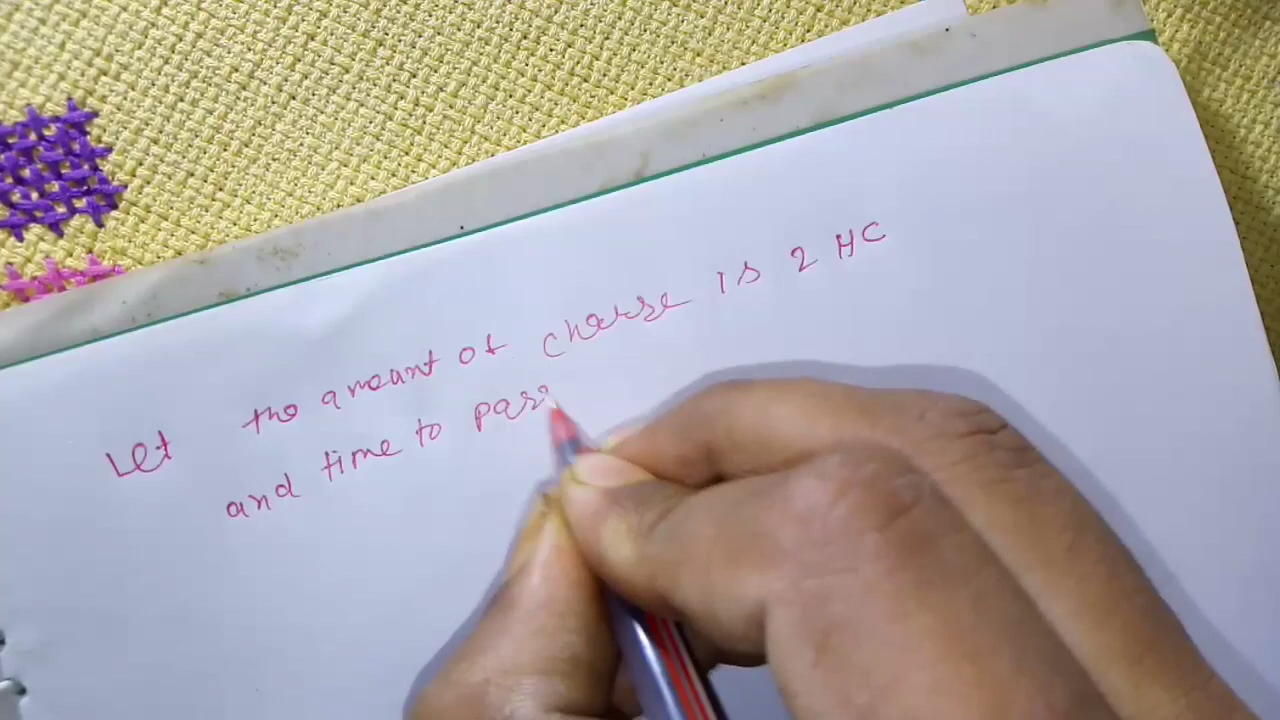 Let the amount of charge is 2 HC
and time to pass